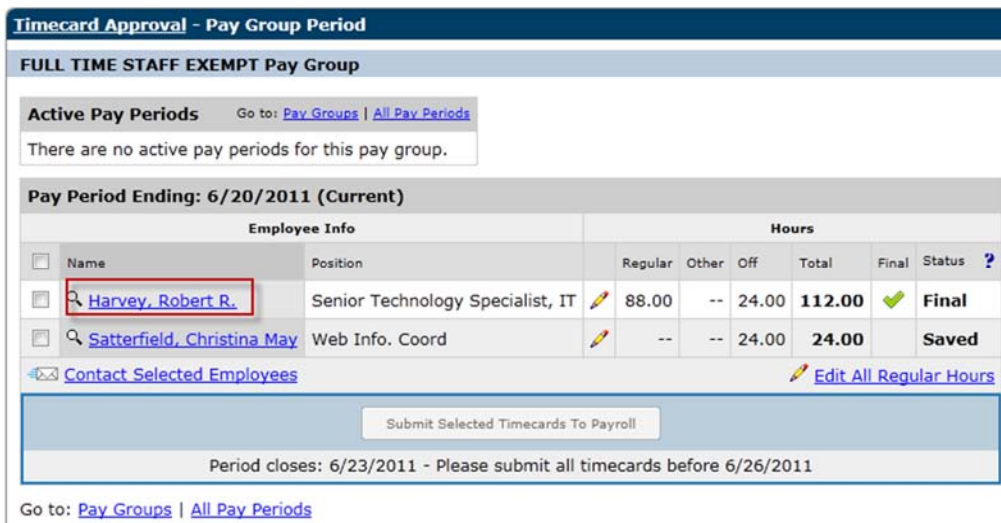 Timecard Approval - Pay Group Period
FULL TIME STAFF EXEMPT Pay Group
Active Pay Periods Go to: Pay Groups | All Pay Periods
There are no active pay periods for this pay group.
Pay Period Ending: 6/20/2011 (Current)
Employee Info Hours
Name Position Regular Other Off Total Final Status ?
Harvey, Robert R. Senior Technology Specialist, IT 88.00 -- 24.00 112.00 Final
Satterfield, Christina May Web Info. Coord -- -- 24.00 24.00 Saved
Contact Selected Employees Edit All Regular Hours
Submit Selected Timecards To Payroll
Period closes: 6/23/2011 - Please submit all timecards before 6/26/2011
Go to: Pay Groups | All Pay Periods